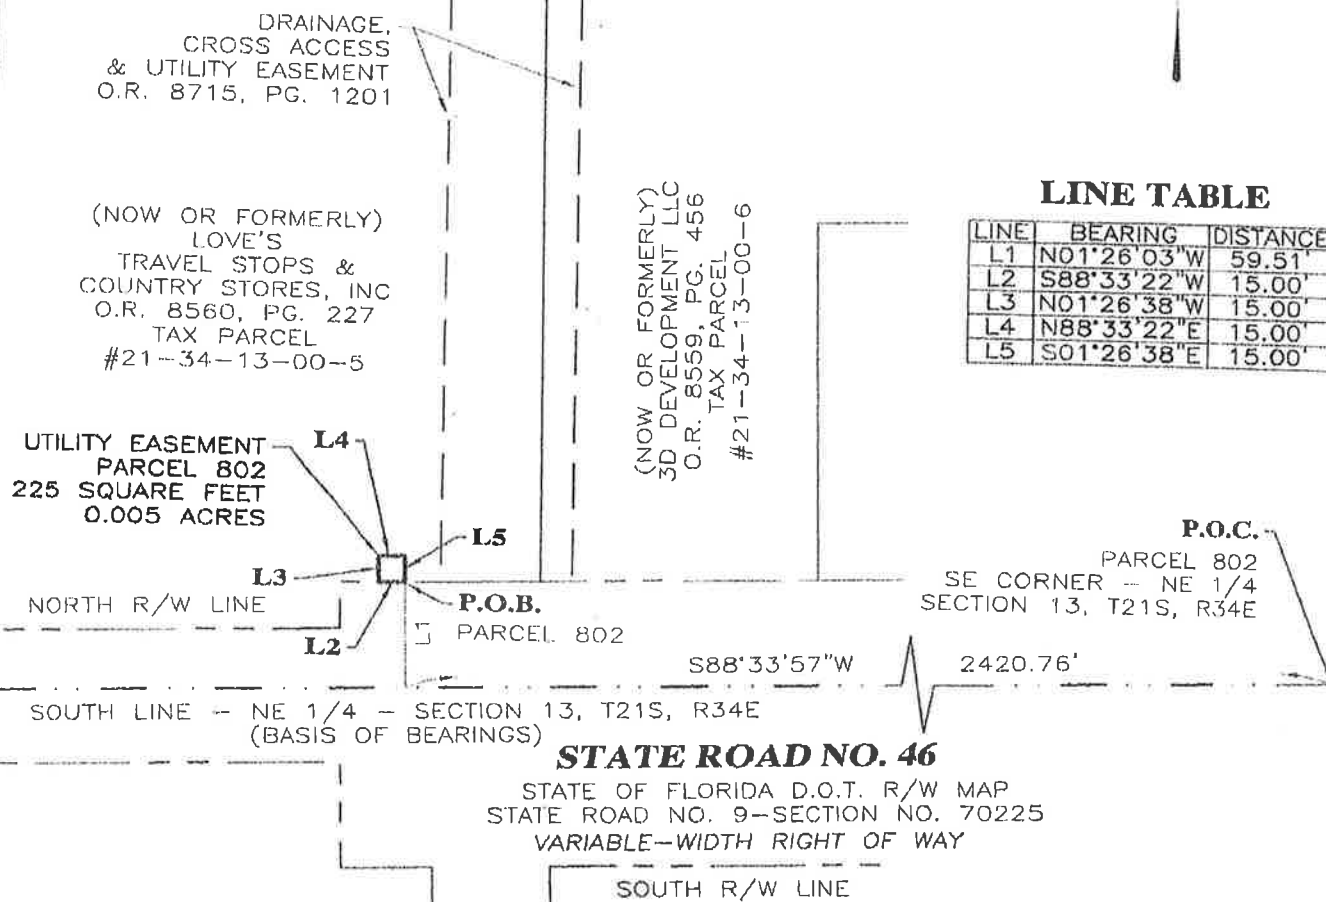 DRAINAGE,
CROSS ACCESS
& UTILITY EASEMENT
O.R. 8715, PG. 1201
(NOW OR FORMERLY)
LOVE'S
TRAVEL STOPS &
COUNTRY STORES, INC
O.R. 8560, PG. 227
TAX PARCEL
#21-34-13-00-5
(NOW OR FORMERLY)
3D DEVELOPMENT LLC
O.R. 8559, PG. 456
TAX PARCEL
#21-34-13-00-6
LINE TABLE
LINE BEARING DISTANCE
L1 N01°26'03"W 59.51'
L2 S88°33'22"W 15.00'
L3 N01°26'38"W 15.00'
L4 N88°33'22"E 15.00'
L5 S01°26'38"E 15.00'
UTILITY EASEMENT
PARCEL 802
225 SQUARE FEET
0.005 ACRES
L4
L5
L3
L2
P.O.B.
PARCEL 802
NORTH R/W LINE
P.O.C.
PARCEL 802
SE CORNER - NE 1/4
SECTION 13, T21S, R34E
S88°33'57"W 2420.76'
SOUTH LINE - NE 1/4 - SECTION 13, T21S, R34E
(BASIS OF BEARINGS)
STATE ROAD NO. 46
STATE OF FLORIDA D.O.T. R/W MAP
STATE ROAD NO. 9-SECTION NO. 70225
VARIABLE-WIDTH RIGHT OF WAY
SOUTH R/W LINE